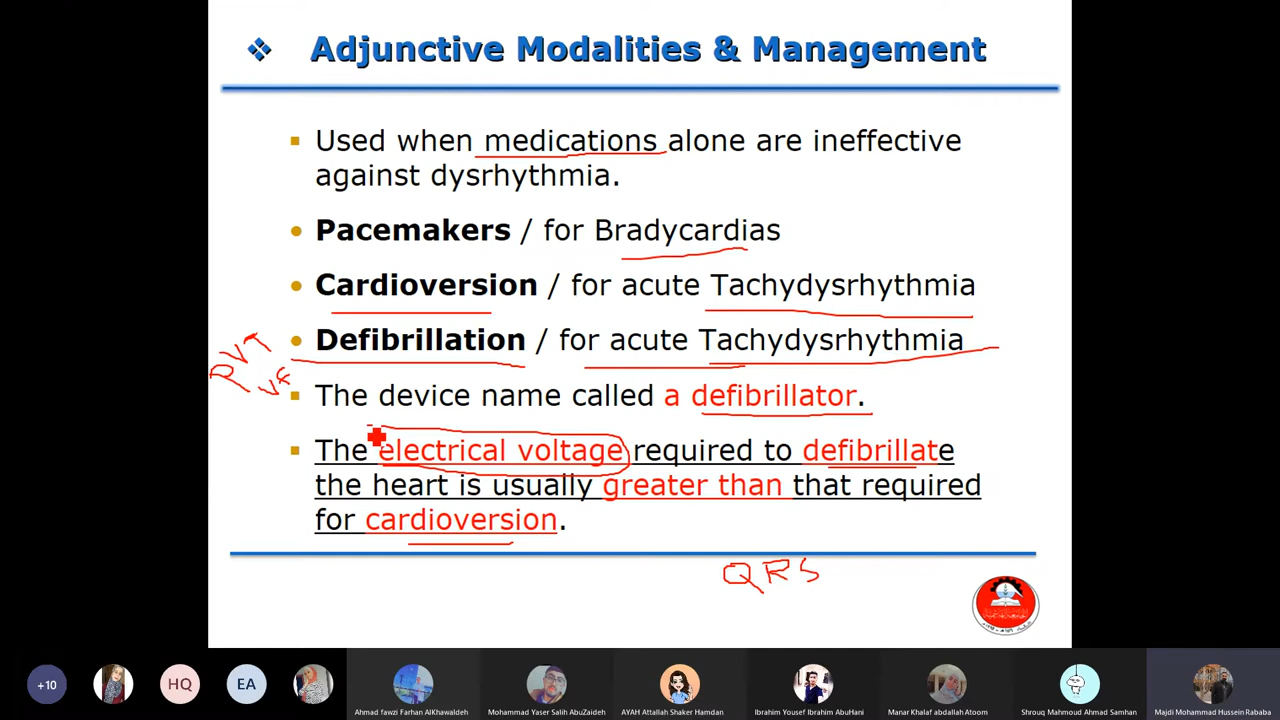 ❖ Adjunctive Modalities & Management
▪ Used when medications alone are ineffective
against dysrhythmia.
• Pacemakers / for Bradycardias
• Cardioversion / for acute Tachydysrhythmia
• Defibrillation / for acute Tachydysrhythmia
PVT
VF
▪ The device name called a defibrillator.
▪ The electrical voltage required to defibrillate
the heart is usually greater than that required
for cardioversion.
QRS
+10
HQ
EA
Ahmad fawzi Farhan AlKhawaldeh
Mohammad Yaser Salih AbuZaideh
AYAH Attallah Shaker Hamdan
Ibrahim Yousef Ibrahim AbuHani
Manar Khalaf abdallah Atoom
Shroug Mahmoud Ahmad Samhan
Majdi Mohammad Hussein Rababa